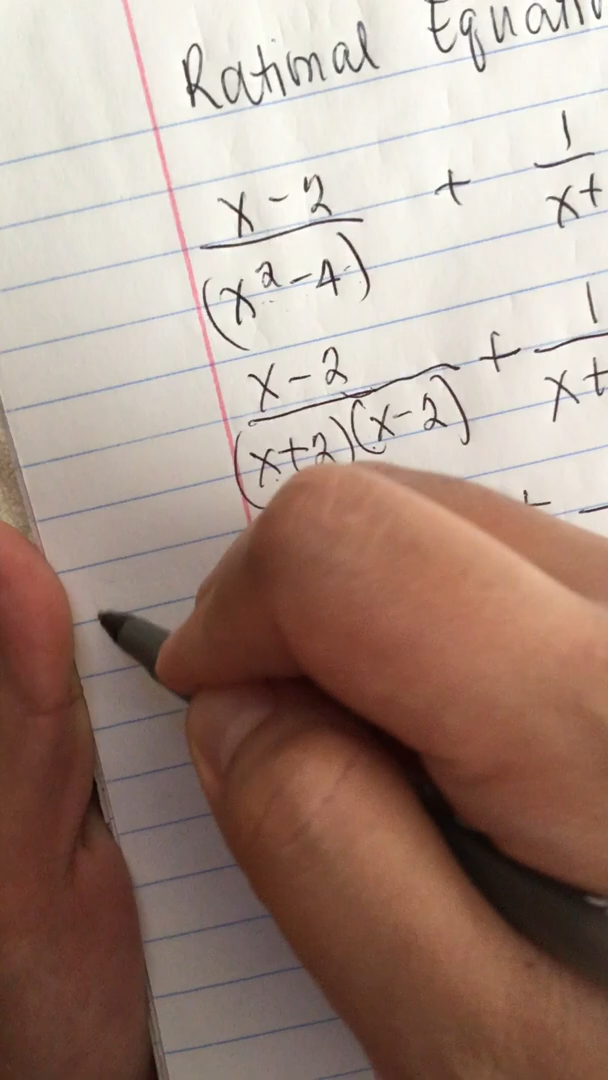 Rational Equatio
x-2 + 1
(x²-4) x+
x-2 + 1
(x+2)(x-2) x+